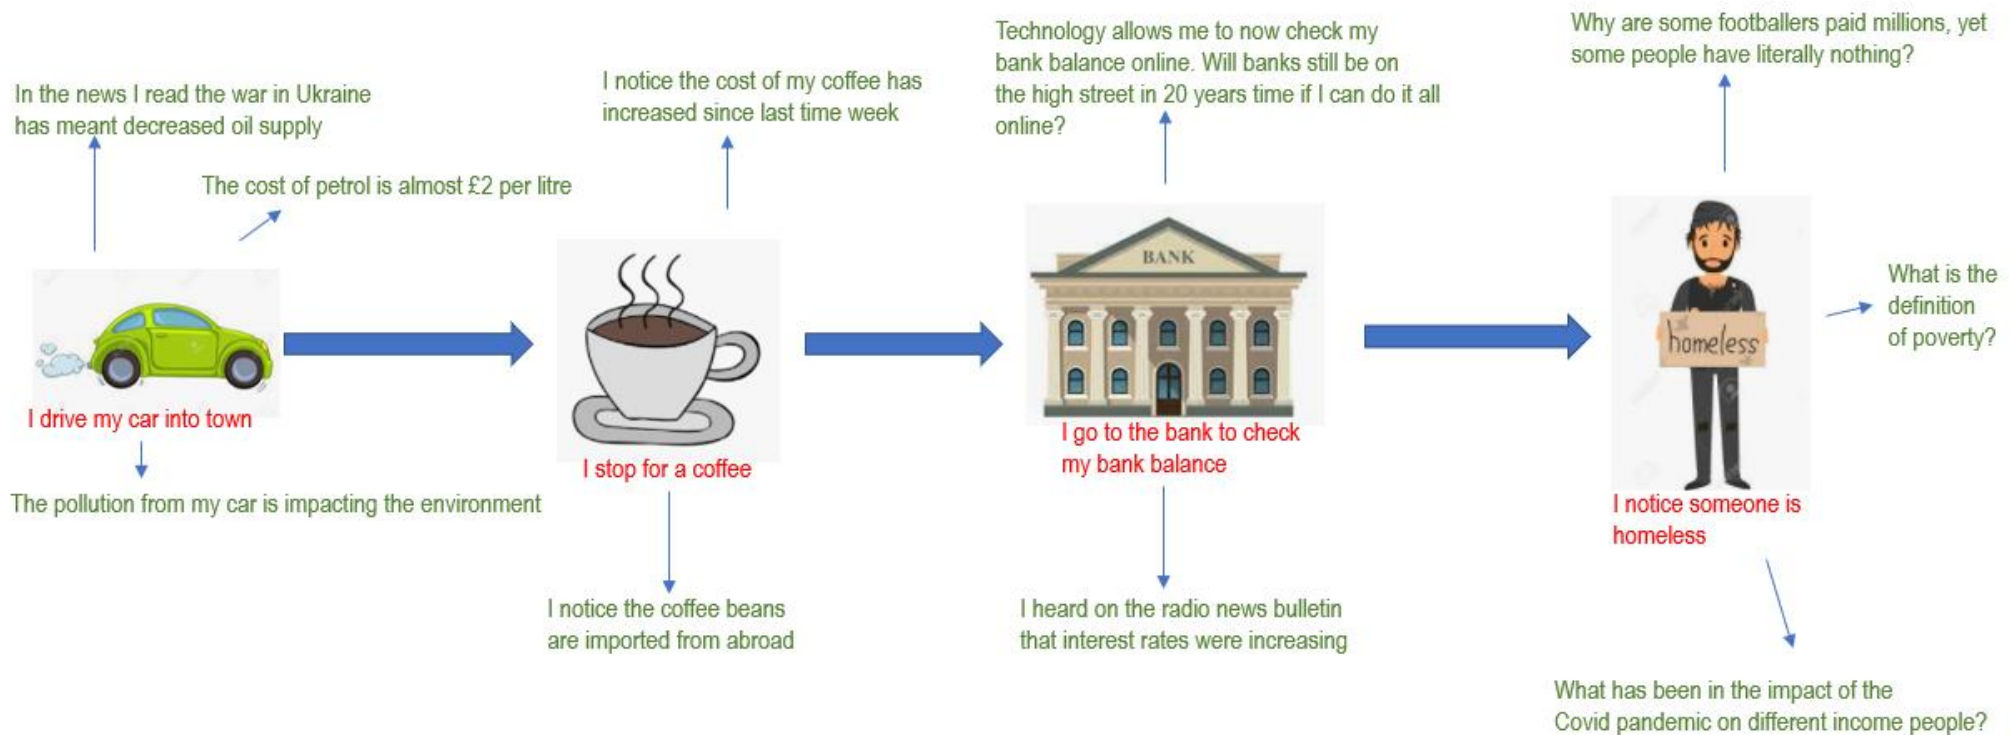 In the news I read the war in Ukraine
has meant decreased oil supply
The cost of petrol is almost £2 per litre
I drive my car into town
The pollution from my car is impacting the environment
I notice the cost of my coffee has
increased since last time week
I stop for a coffee
I notice the coffee beans
are imported from abroad
Technology allows me to now check my
bank balance online. Will banks still be on
the high street in 20 years time if I can do it all
online?
BANK
I go to the bank to check
my bank balance
I heard on the radio news bulletin
that interest rates were increasing
Why are some footballers paid millions, yet
some people have literally nothing?
homeless
What is the
definition
of poverty?
I notice someone is
homeless
What has been in the impact of the
Covid pandemic on different income people?